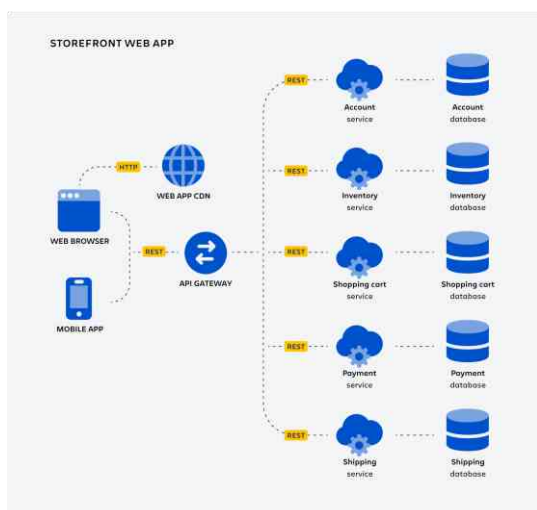 STOREFRONT WEB APP
REST
Account
service
Account
database
HTTP
WEB APP CDN
REST
Inventory
service
Inventory
database
WEB BROWSER
REST
API GATEWAY
REST
Shopping cart
service
Shopping cart
database
MOBILE APP
REST
Payment
service
Payment
database
REST
Shipping
service
Shipping
database